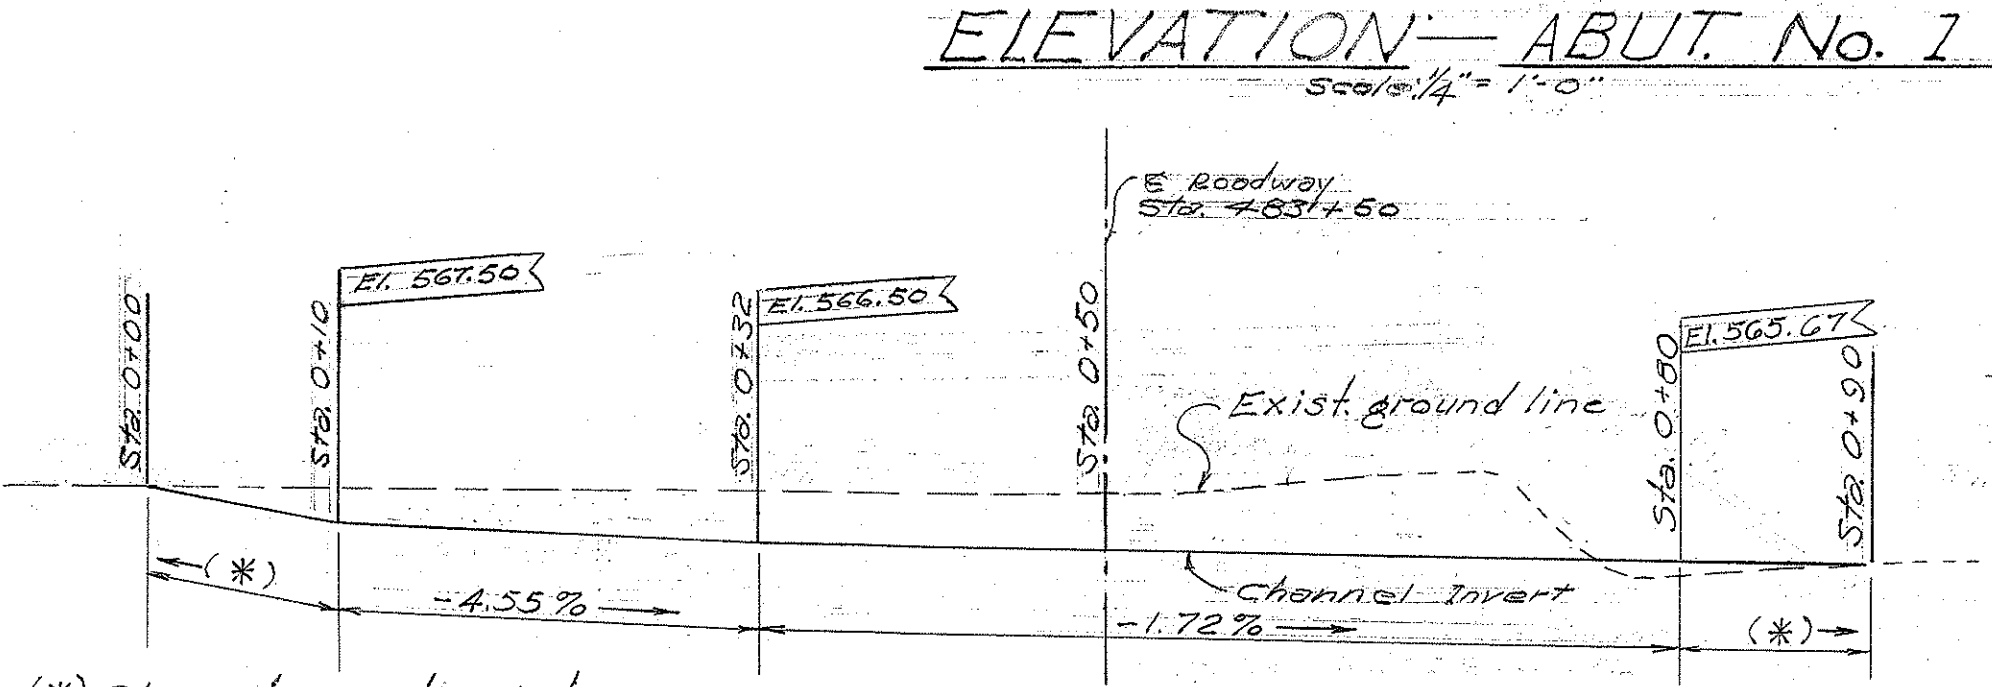 ELEVATION — ABUT. No. 1
Scale: 1/4" = 1'-0"
℄ Roadway
Sta. 483+50
El. 567.50
El. 566.50
El. 565.67
Sta. 0+00
Sta. 0+10
Sta. 0+32
Sta. 0+50
Sta. 0+80
Sta. 0+90
Exist. ground line
Channel Invert
(*)
-4.55%
-1.72%
(*)
(*)